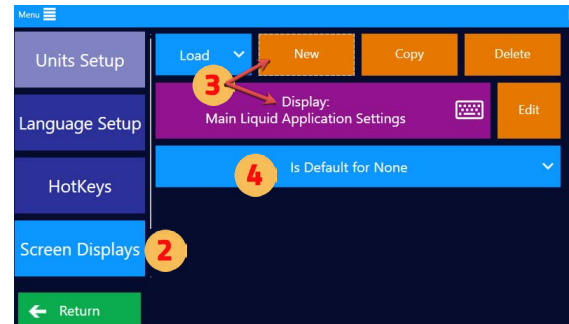 Menu
Units Setup
Load
New
Copy
Delete
3
Display:
Main Liquid Application Settings
Edit
Language Setup
Is Default for None
4
HotKeys
Screen Displays
2
Return